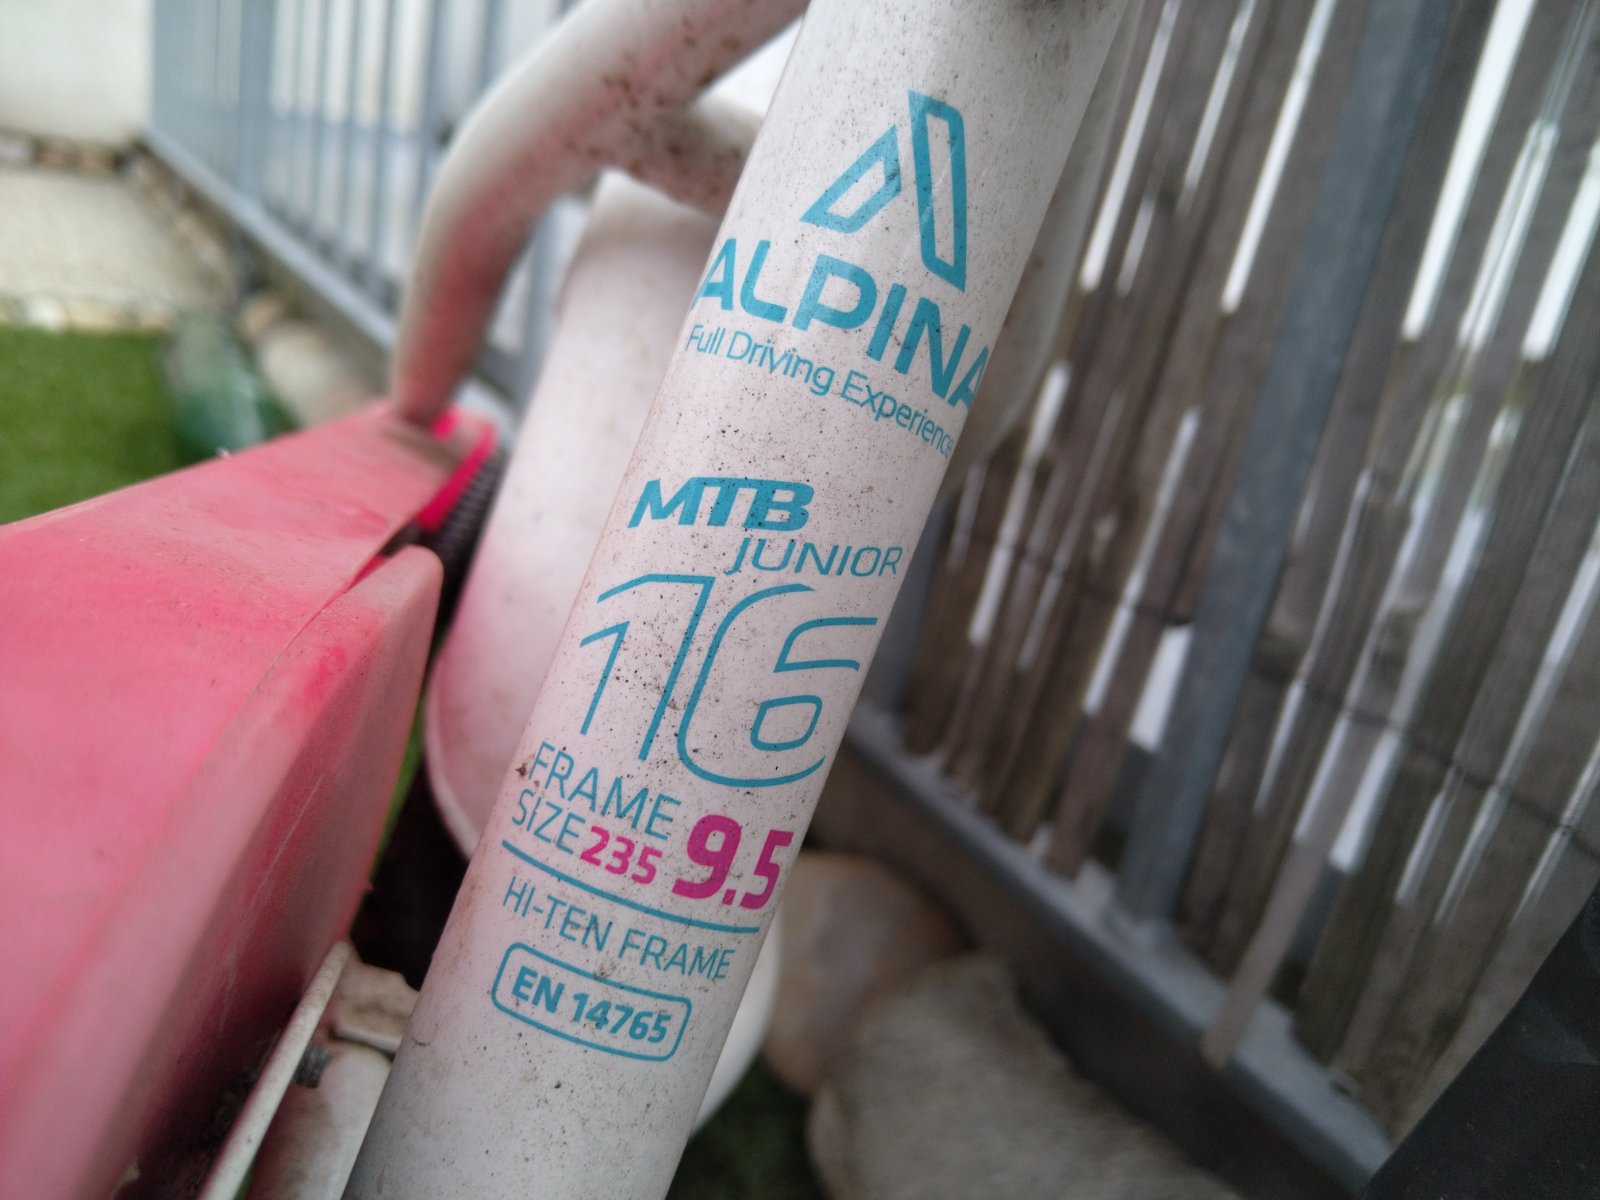 ALPINA
Full Driving Experience
MTB
JUNIOR
16
FRAME
SIZE 235 9.5
HI-TEN FRAME
EN 14765